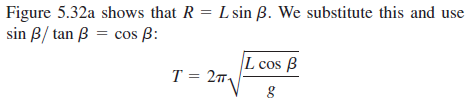 Figure 5.32a shows that R = L sin β. We substitute this and use
sin β/ tan β = cos β:
T = 2π√(L cos β / g)